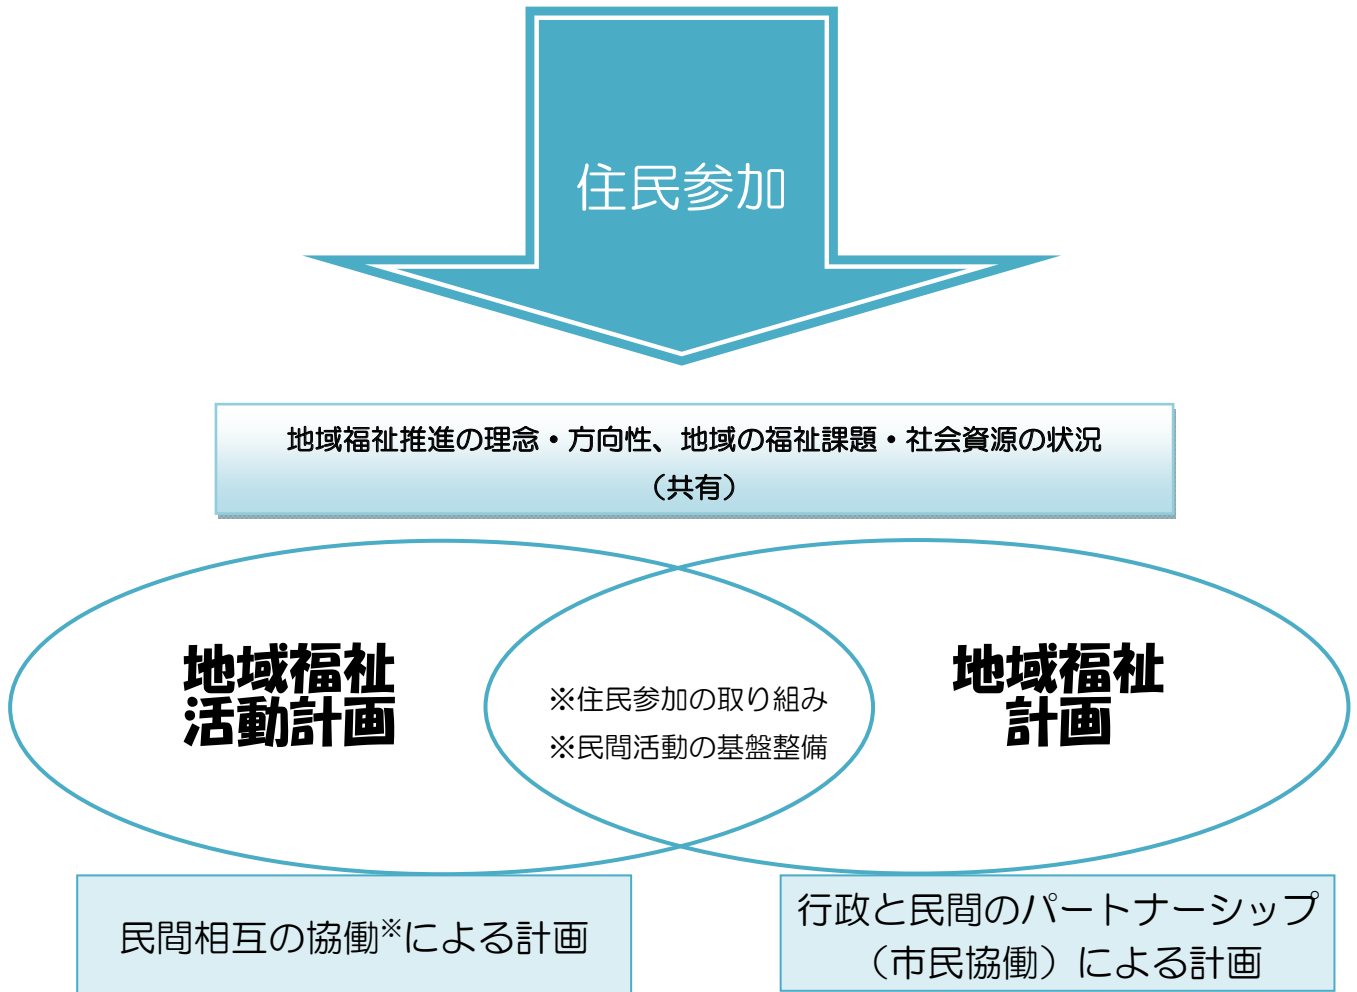 住民参加
地域福祉推進の理念・方向性、地域の福祉課題・社会資源の状況
（共有）
地域福祉
活動計画
※住民参加の取り組み
※民間活動の基盤整備
地域福祉
計画
民間相互の協働※による計画
行政と民間のパートナーシップ
（市民協働）による計画